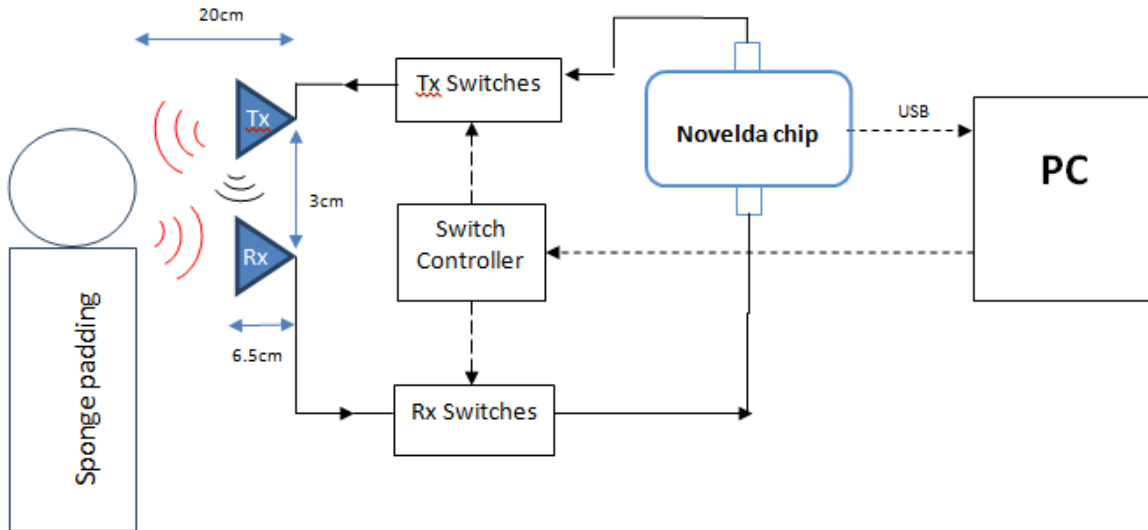 20cm
Tx Switches
Novelda chip
USB
PC
Tx
3cm
Switch
Controller
Rx
6.5cm
Rx Switches
Sponge padding